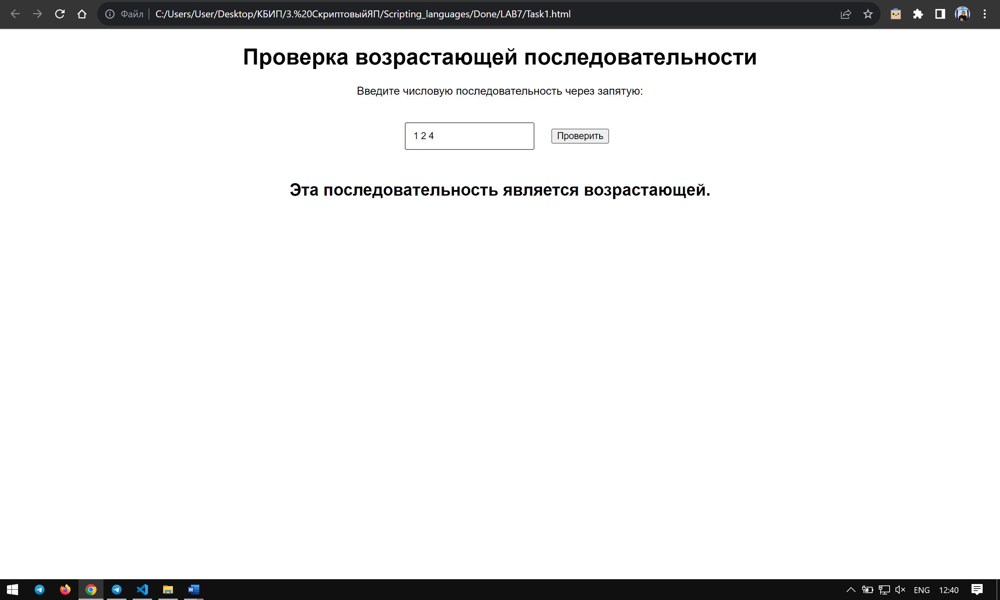 Файл C:/Users/User/Desktop/КБИП/3.%20СкриптовыйЯП/Scripting_languages/Done/LAB7/Task1.html
Проверка возрастающей последовательности
Введите числовую последовательность через запятую:
1 2 4 Проверить
Эта последовательность является возрастающей.
ENG 12:40